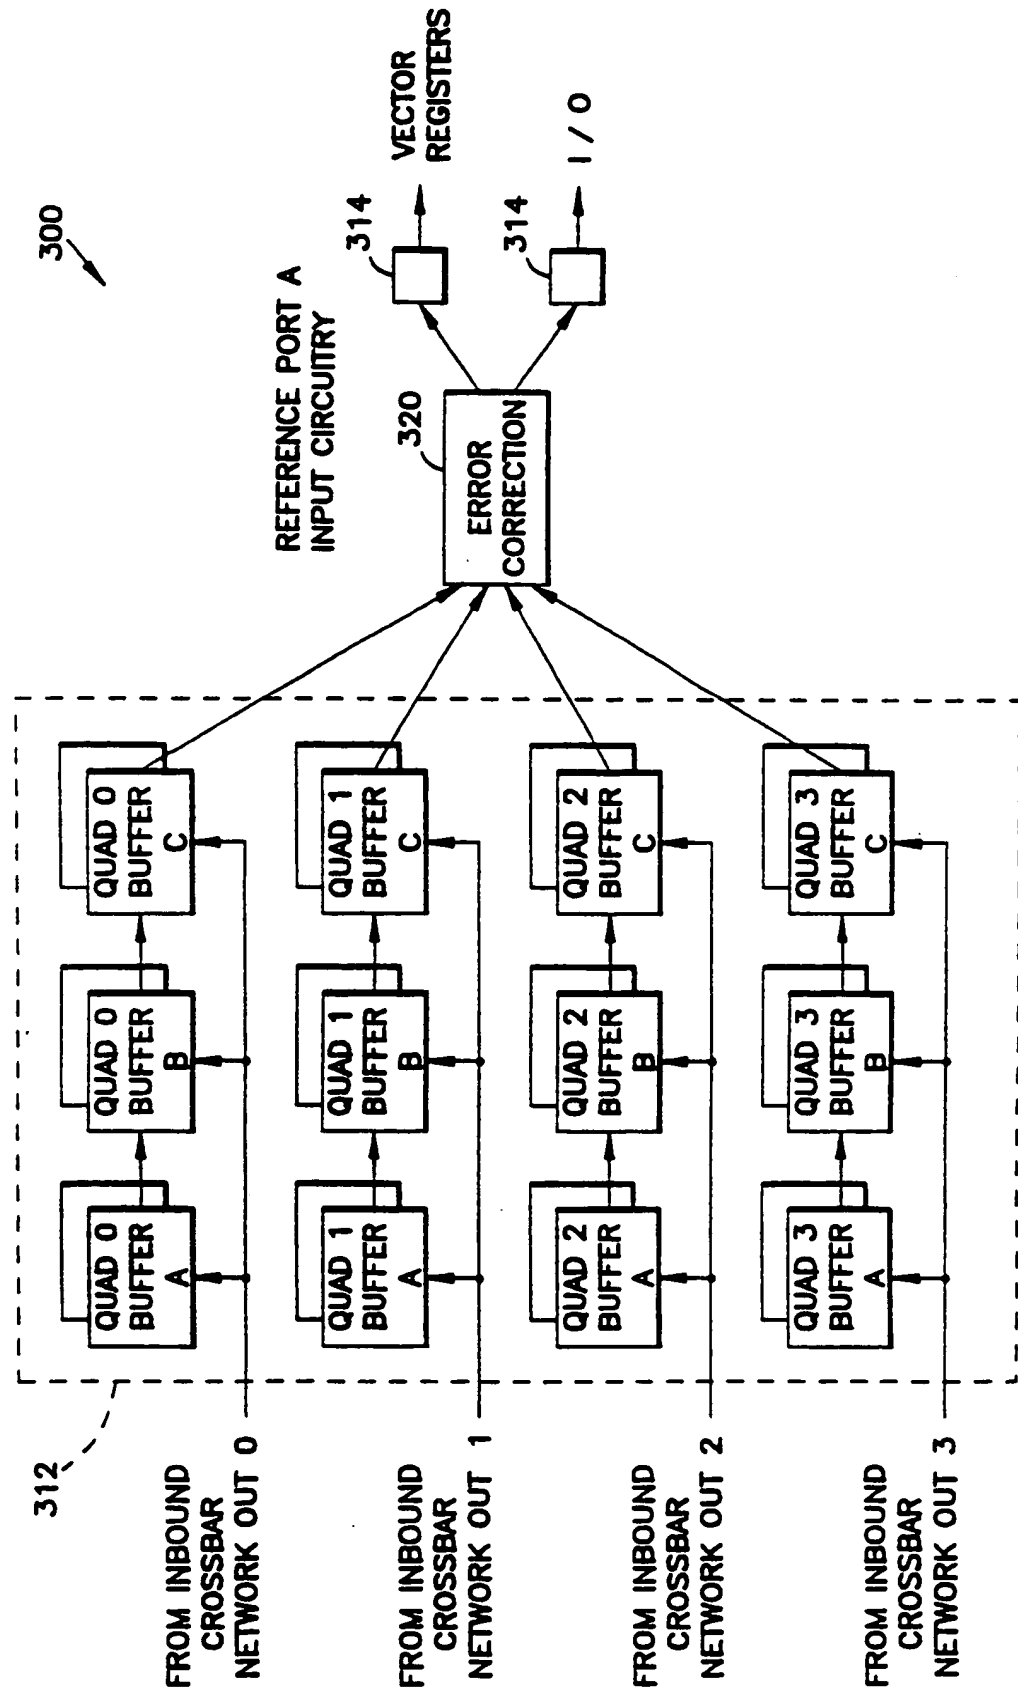 300
REFERENCE PORT A
INPUT CIRCUITRY
312
FROM INBOUND
CROSSBAR
NETWORK OUT 0
QUAD 0
BUFFER
A
QUAD 0
BUFFER
B
QUAD 0
BUFFER
C
FROM INBOUND
CROSSBAR
NETWORK OUT 1
QUAD 1
BUFFER
A
QUAD 1
BUFFER
B
QUAD 1
BUFFER
C
FROM INBOUND
CROSSBAR
NETWORK OUT 2
QUAD 2
BUFFER
A
QUAD 2
BUFFER
B
QUAD 2
BUFFER
C
FROM INBOUND
CROSSBAR
NETWORK OUT 3
QUAD 3
BUFFER
A
QUAD 3
BUFFER
B
QUAD 3
BUFFER
C
320
ERROR
CORRECTION
314
VECTOR
REGISTERS
314
I / O